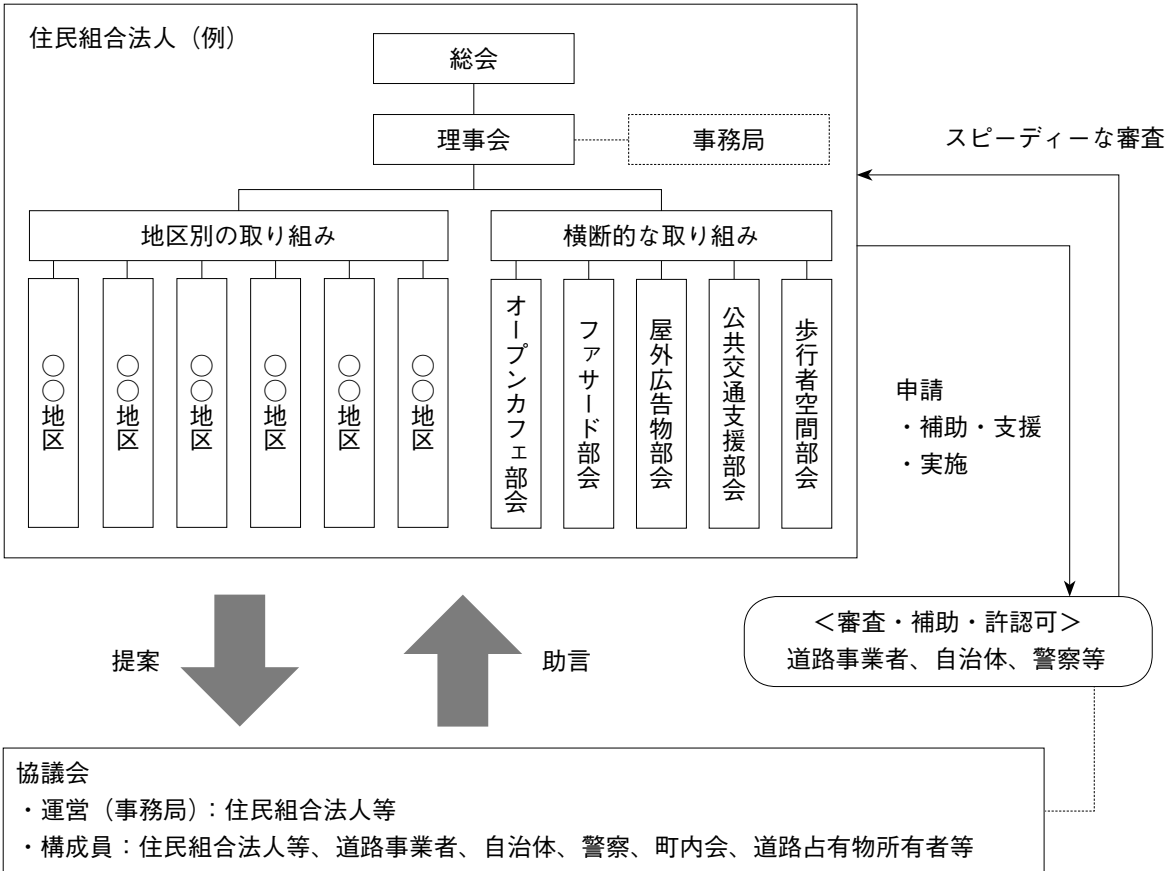 住民組合法人（例）
総会
理事会
事務局
スピーディーな審査
地区別の取り組み
横断的な取り組み
○○地区
○○地区
○○地区
○○地区
○○地区
○○地区
オープンカフェ部会
ファサード部会
屋外広告物部会
公共交通支援部会
歩行者空間部会
申請
・補助・支援
・実施
＜審査・補助・許認可＞
道路事業者、自治体、警察等
提案
助言
協議会
・運営（事務局）：住民組合法人等
・構成員：住民組合法人等、道路事業者、自治体、警察、町内会、道路占有物所有者等